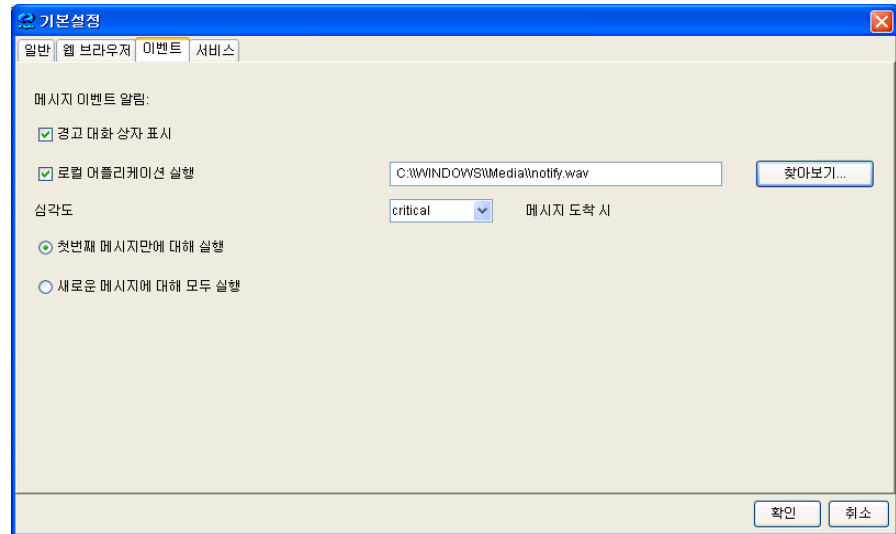 기본설정
일반 웹 브라우저 이벤트 서비스
메시지 이벤트 알림:
경고 대화 상자 표시
로컬 어플리케이션 실행 C:\\WINDOWS\\Media\\notify.wav 찾아보기...
심각도 critical 메시지 도착 시
첫번째 메시지만에 대해 실행
새로운 메시지에 대해 모두 실행
확인 취소